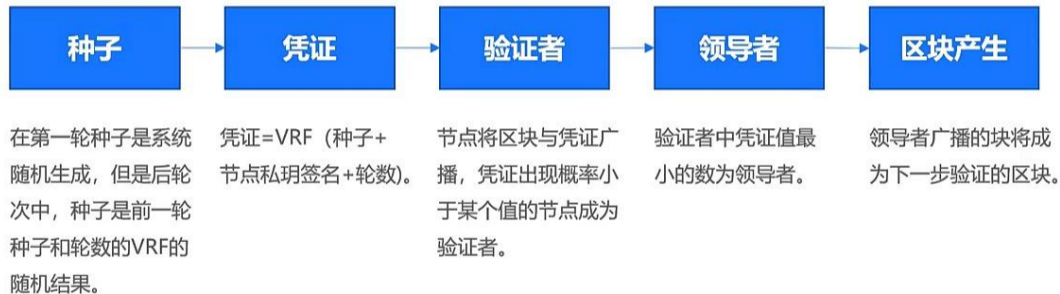 种子
凭证
验证者
领导者
区块产生
在第一轮种子是系统
随机生成，但是后轮
次中，种子是前一轮
种子和轮数的VRF的
随机结果。
凭证=VRF（种子+
节点私玥签名+轮数)。
节点将区块与凭证广
播，凭证出现概率小
于某个值的节点成为
验证者。
验证者中凭证值最
小的数为领导者。
领导者广播的块将成
为下一步验证的区块。